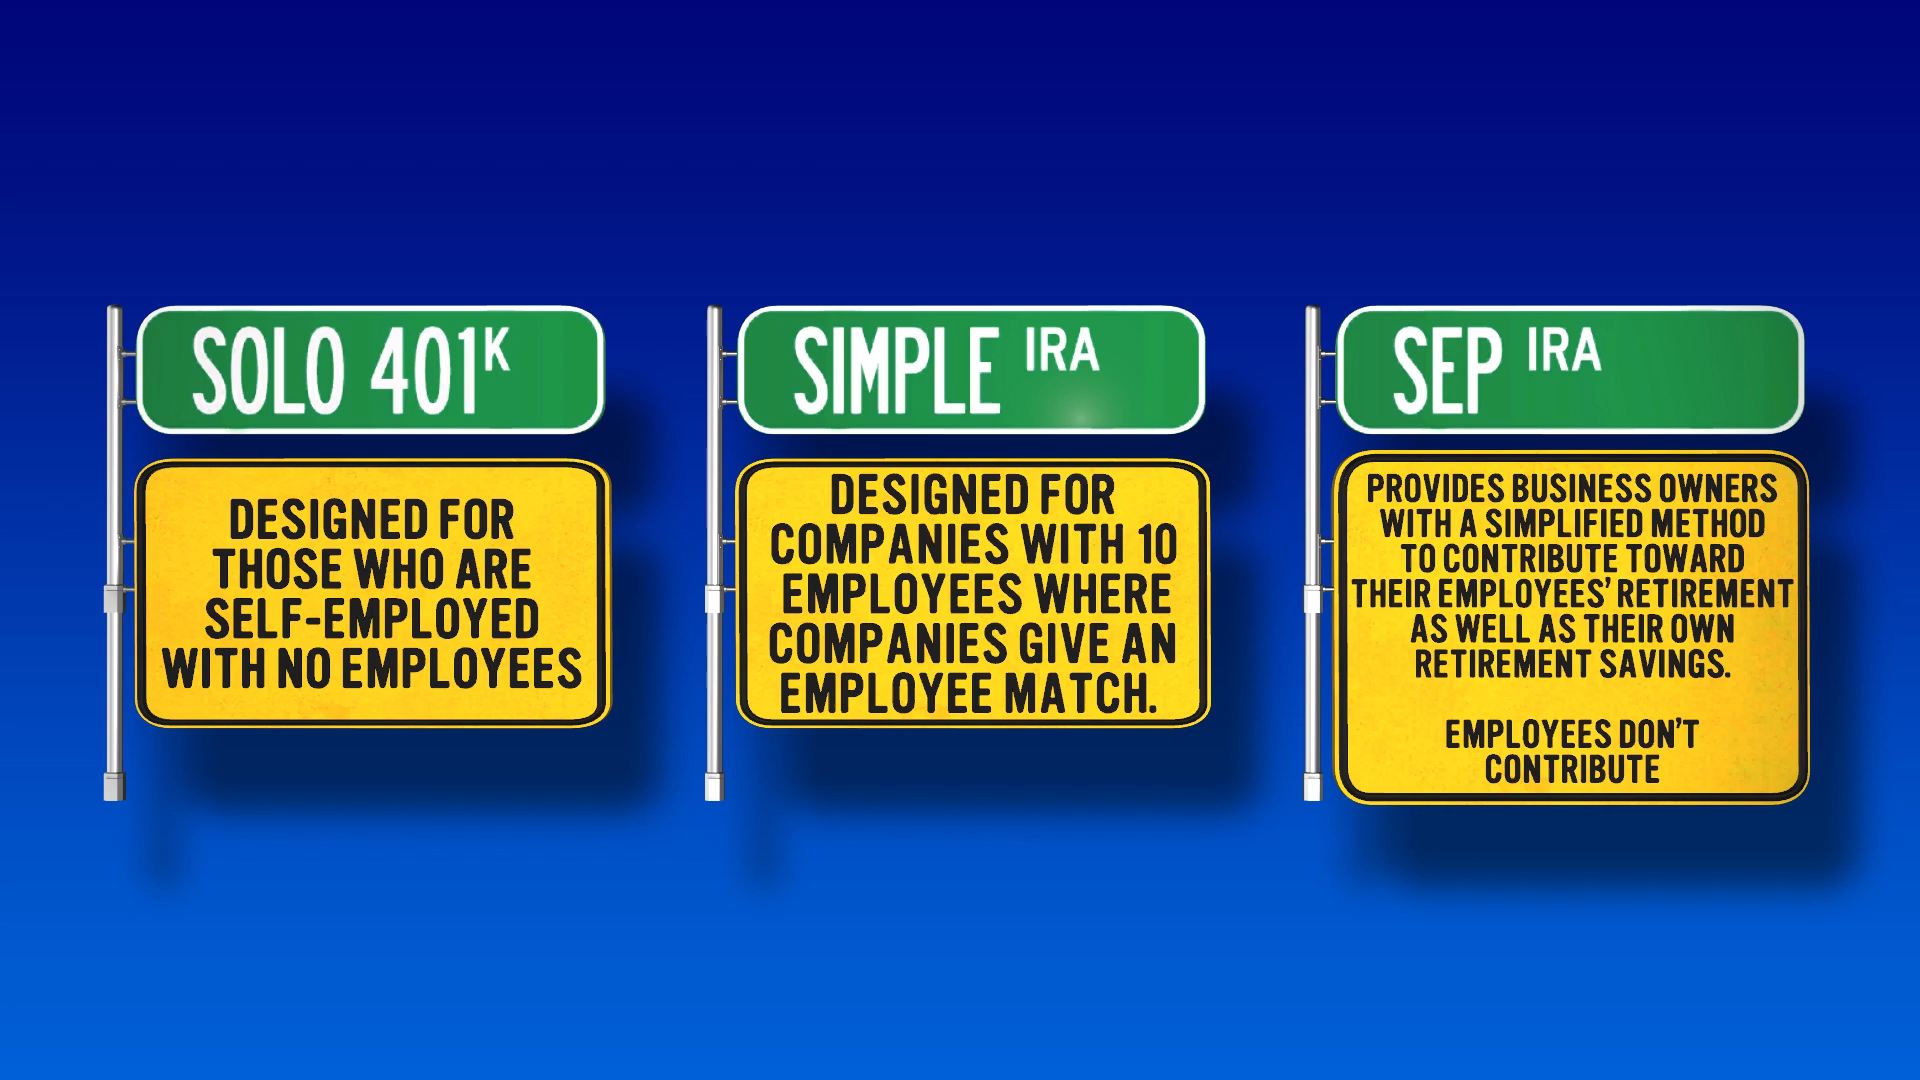 SOLO 401K
DESIGNED FOR
THOSE WHO ARE
SELF-EMPLOYED
WITH NO EMPLOYEES
SIMPLE IRA
DESIGNED FOR
COMPANIES WITH 10
EMPLOYEES WHERE
COMPANIES GIVE AN
EMPLOYEE MATCH.
SEP IRA
PROVIDES BUSINESS OWNERS
WITH A SIMPLIFIED METHOD
TO CONTRIBUTE TOWARD
THEIR EMPLOYEES' RETIREMENT
AS WELL AS THEIR OWN
RETIREMENT SAVINGS.
EMPLOYEES DON'T
CONTRIBUTE